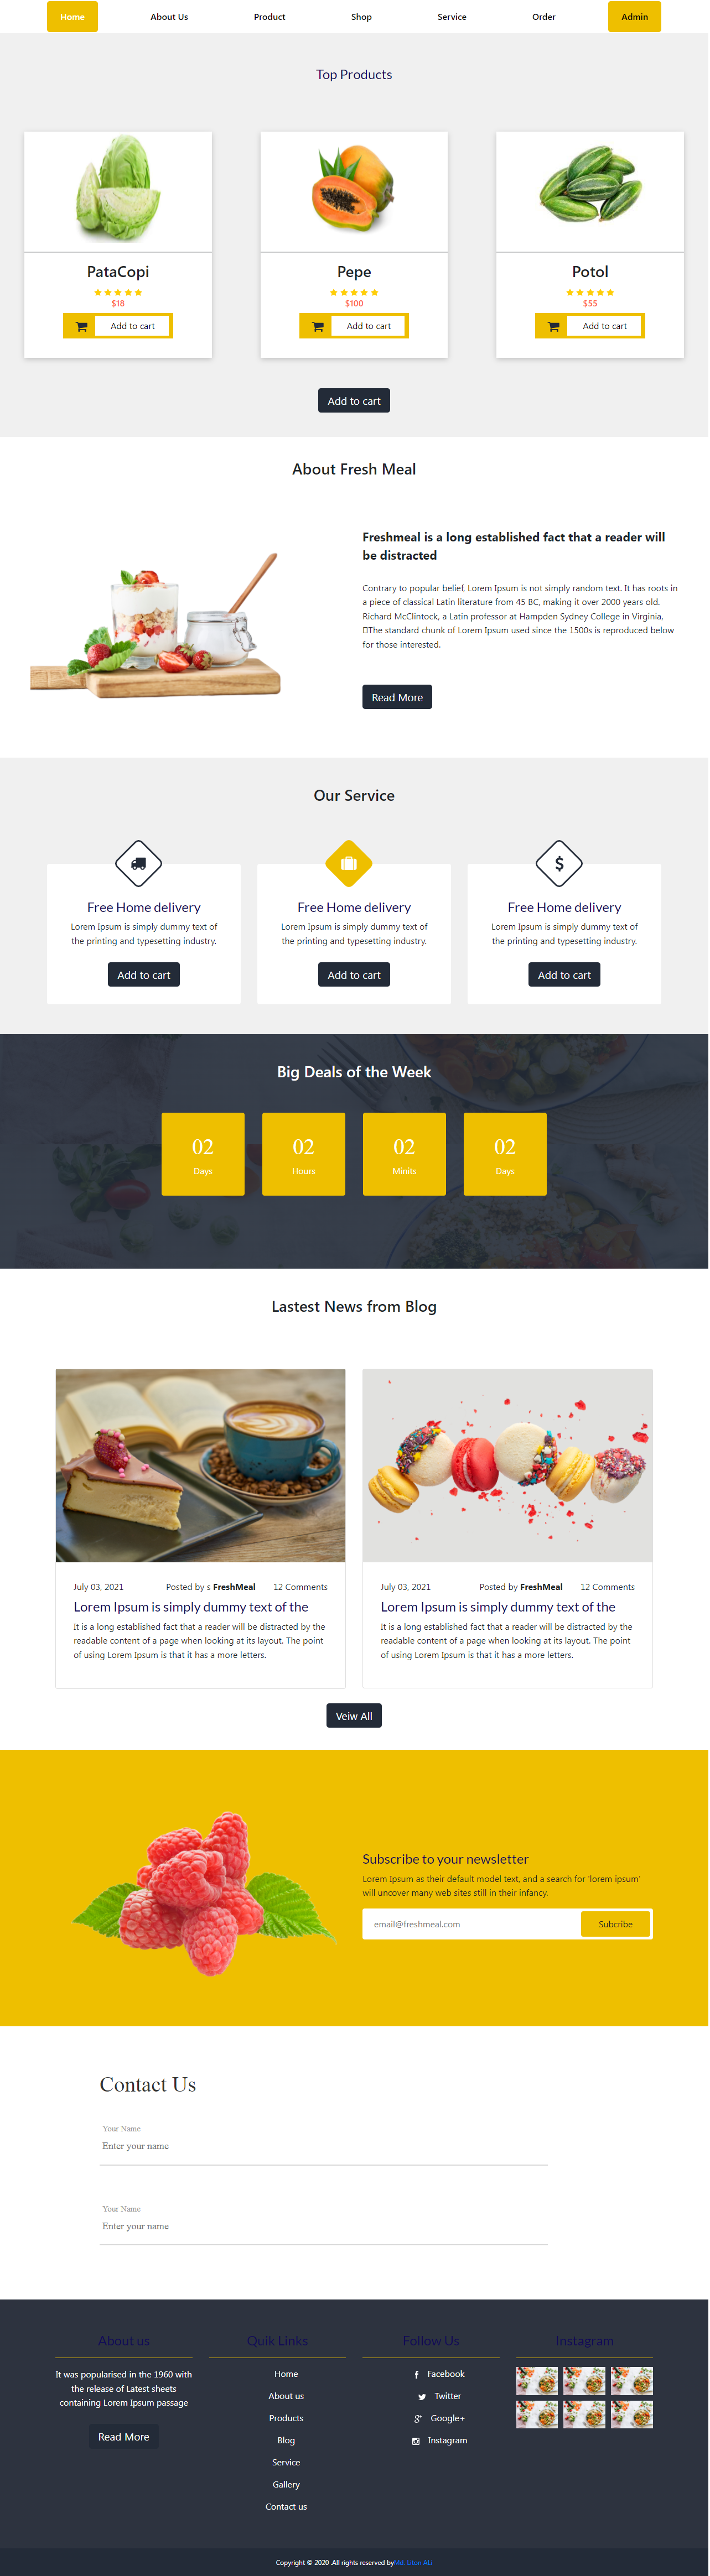 Home About Us Product Shop Service Order Admin
Top Products
PataCopi
$18
Add to cart
Pepe
$100
Add to cart
Potol
$55
Add to cart
Add to cart
About Fresh Meal
Freshmeal is a long established fact that a reader will
be distracted
Contrary to popular belief, Lorem Ipsum is not simply random text. It has roots in
a piece of classical Latin literature from 45 BC, making it over 2000 years old.
Richard McClintock, a Latin professor at Hampden Sydney College in Virginia,
The standard chunk of Lorem Ipsum used since the 1500s is reproduced below
for those interested.
Read More
Our Service
Free Home delivery
Lorem Ipsum is simply dummy text of
the printing and typesetting industry.
Add to cart
Free Home delivery
Lorem Ipsum is simply dummy text of
the printing and typesetting industry.
Add to cart
$
Free Home delivery
Lorem Ipsum is simply dummy text of
the printing and typesetting industry.
Add to cart
Big Deals of the Week
02
Days
02
Hours
02
Minits
02
Days
Lastest News from Blog
July 03, 2021 Posted by s FreshMeal 12 Comments
Lorem Ipsum is simply dummy text of the
It is a long established fact that a reader will be distracted by the
readable content of a page when looking at its layout. The point
of using Lorem Ipsum is that it has a more letters.
July 03, 2021 Posted by FreshMeal 12 Comments
Lorem Ipsum is simply dummy text of the
It is a long established fact that a reader will be distracted by the
readable content of a page when looking at its layout. The point
of using Lorem Ipsum is that it has a more letters.
Veiw All
Subscribe to your newsletter
Lorem Ipsum as their default model text, and a search for 'lorem ipsum'
will uncover many web sites still in their infancy.
email@freshmeal.com Subcribe
Contact Us
Your Name
Enter your name
Your Name
Enter your name
About us
It was popularised in the 1960 with
the release of Latest sheets
containing Lorem Ipsum passage
Read More
Quik Links
Home
About us
Products
Blog
Service
Gallery
Contact us
Follow Us
Facebook
Twitter
Google+
Instagram
Instagram
Copyright © 2020 .All rights reserved byMd. Liton ALi